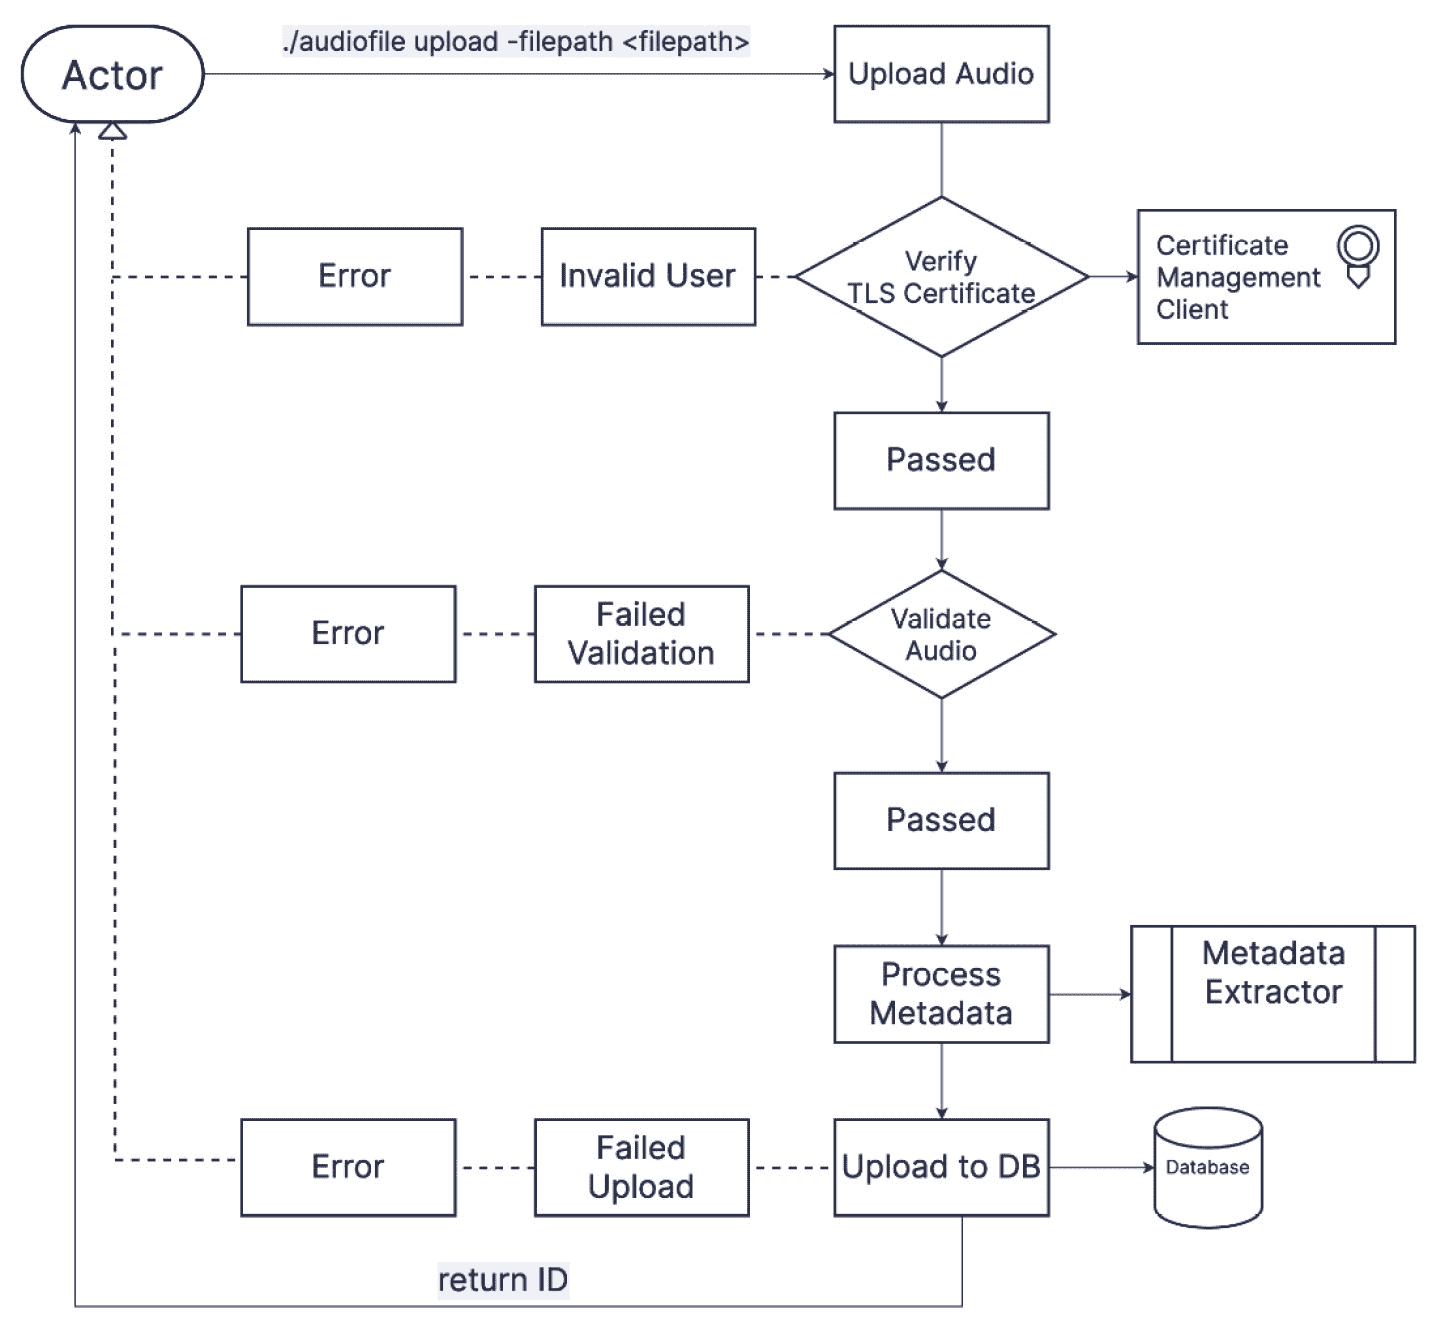 ./audiofile upload -filepath <filepath>
Actor
Upload Audio
Error
Invalid User
Verify
TLS Certificate
Certificate
Management
Client
Passed
Error
Failed
Validation
Validate
Audio
Passed
Process
Metadata
Metadata
Extractor
Error
Failed
Upload
Upload to DB
Database
return ID